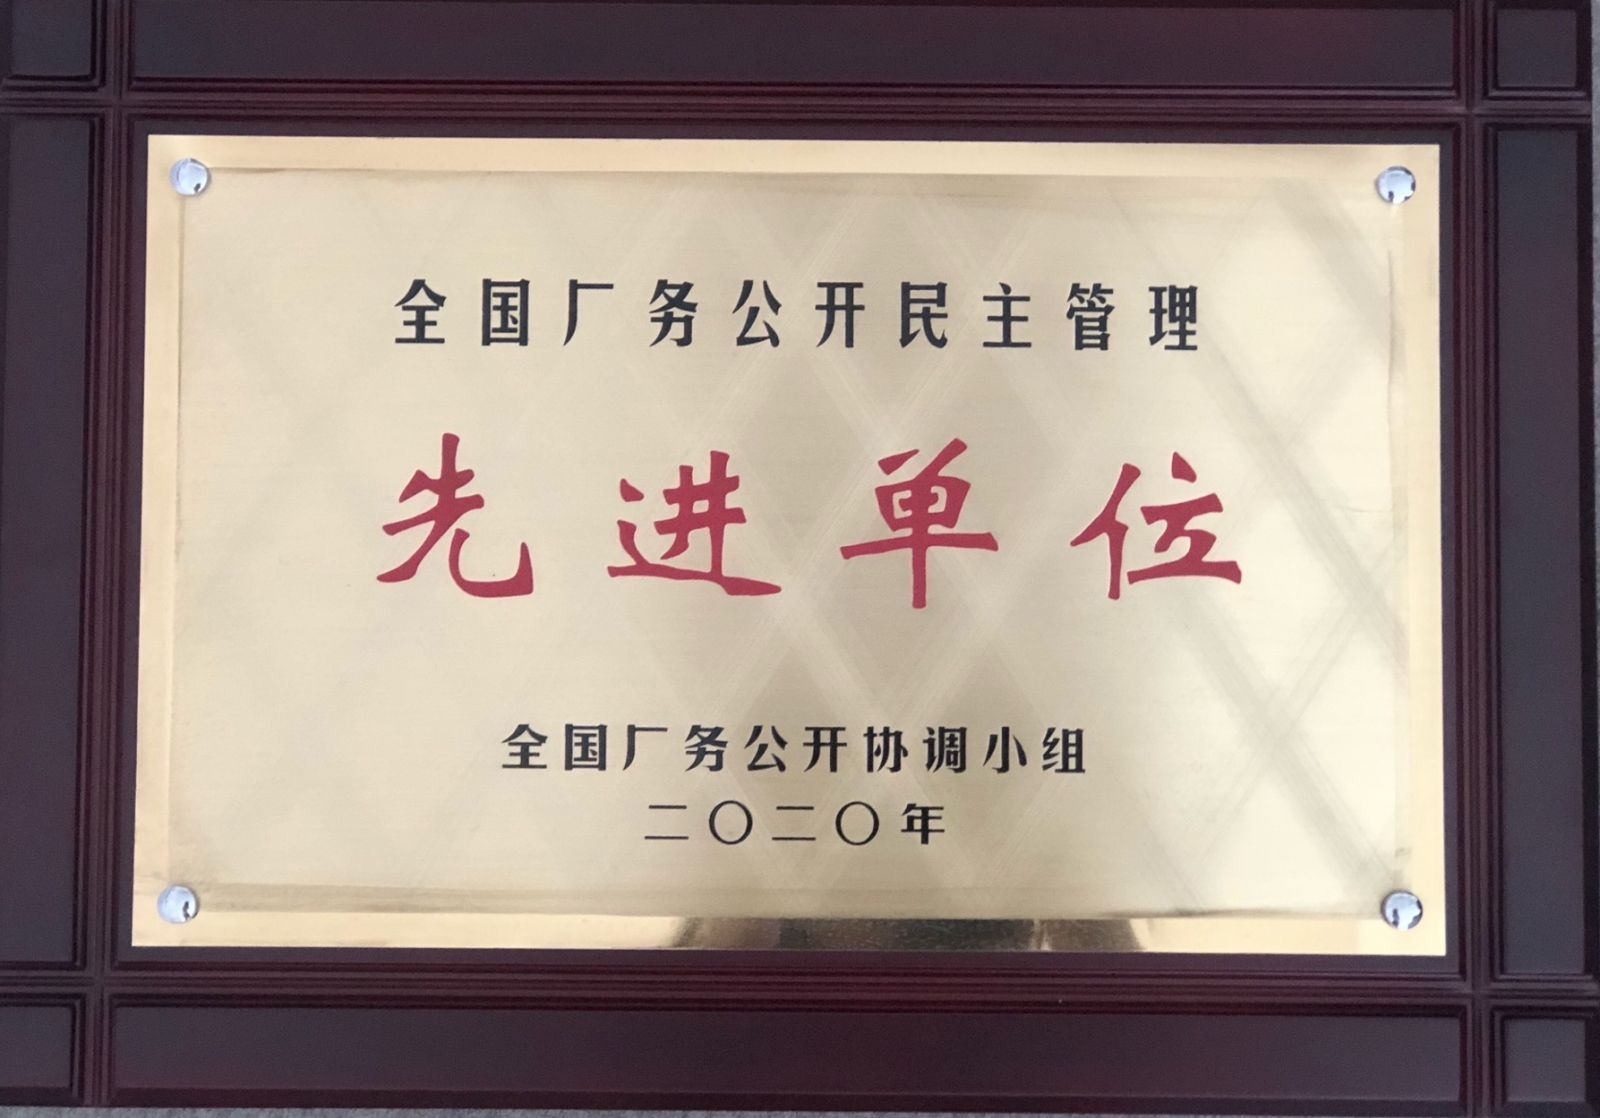 全国厂务公开民主管理
先进单位
全国厂务公开协调小组
二〇二〇年